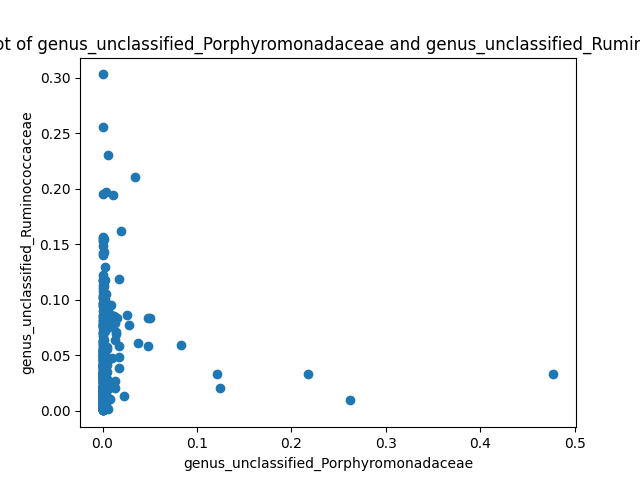 ot of genus_unclassified_Porphyromonadaceae and genus_unclassified_Rumin
0.30
0.25
0.20
0.15
0.10
0.05
0.00
genus_unclassified_Ruminococcaceae
0.0 0.1 0.2 0.3 0.4 0.5
genus_unclassified_Porphyromonadaceae